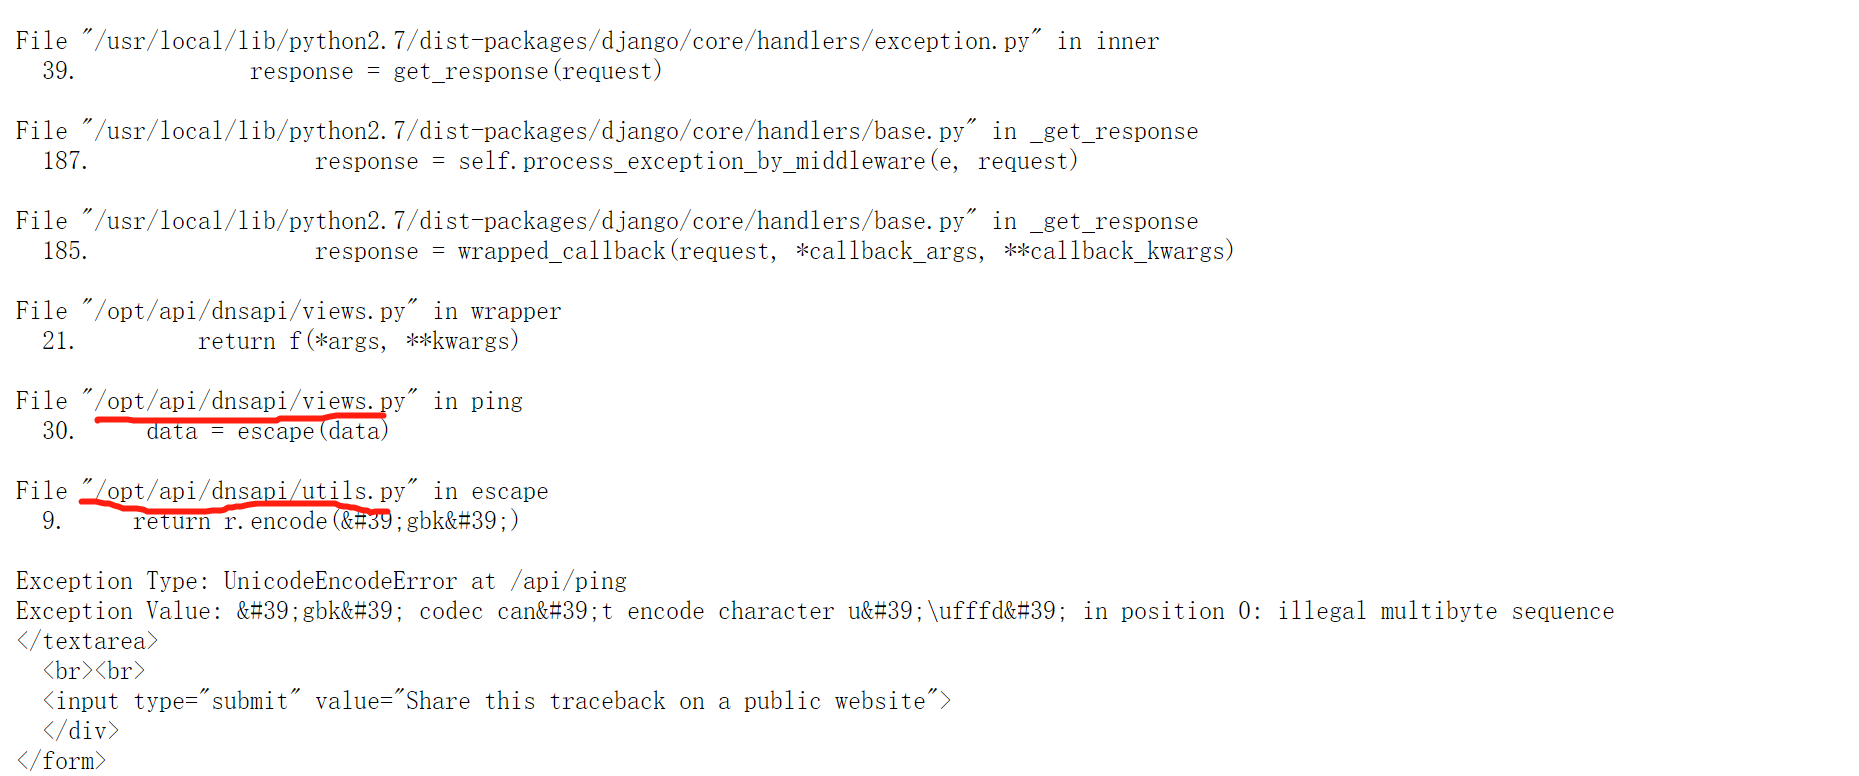 File "/usr/local/lib/python2.7/dist-packages/django/core/handlers/exception.py" in inner
  39.             response = get_response(request)
File "/usr/local/lib/python2.7/dist-packages/django/core/handlers/base.py" in _get_response
  187.                 response = self.process_exception_by_middleware(e, request)
File "/usr/local/lib/python2.7/dist-packages/django/core/handlers/base.py" in _get_response
  185.                 response = wrapped_callback(request, *callback_args, **callback_kwargs)
File "/opt/api/dnsapi/views.py" in wrapper
  21.         return f(*args, **kwargs)
File "/opt/api/dnsapi/views.py" in ping
  30.     data = escape(data)
File "/opt/api/dnsapi/utils.py" in escape
  9.     return r.encode(&#39;gbk&#39;)
Exception Type: UnicodeEncodeError at /api/ping
Exception Value: &#39;gbk&#39; codec can&#39;t encode character u&#39;\ufffd&#39; in position 0: illegal multibyte sequence
</textarea>
  <br><br>
  <input type="submit" value="Share this traceback on a public website">
  </div>
</form>